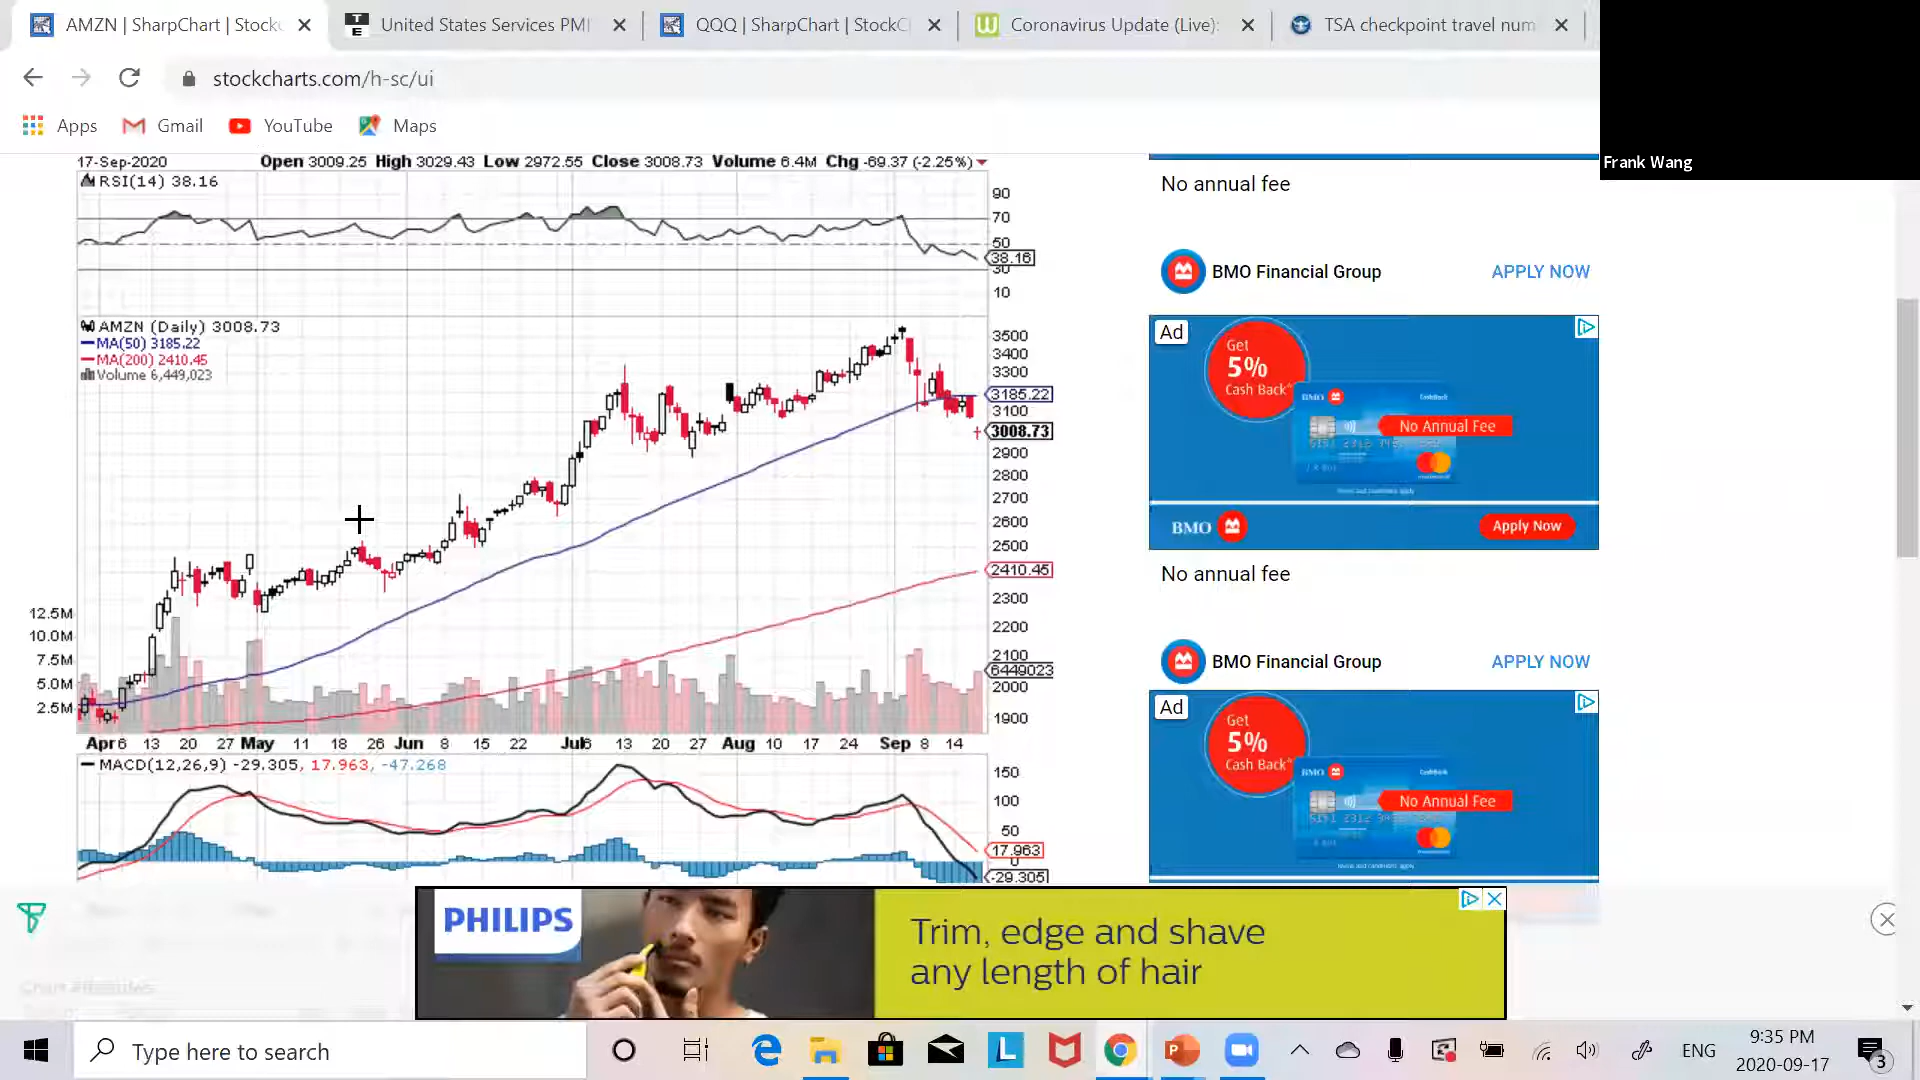 AMZN | SharpChart | Stock
United States Services PMI
QQQ | SharpChart | StockC
Coronavirus Update (Live):
TSA checkpoint travel num
stockcharts.com/h-sc/ui
Apps
Gmail
YouTube
Maps
Frank Wang
17-Sep-2020
Open 3009.25 High 3029.43 Low 2972.55 Close 3008.73 Volume 6.4M Chg -69.37 (-2.25%)
RSI(14) 38.16
90
70
50
38.16
30
10
AMZN (Daily) 3008.73
MA(50) 3185.22
MA(200) 2410.45
Volume 6,449,023
3500
3400
3300
3185.22
3100
3008.73
2900
2800
2700
2600
2500
2410.45
2300
2200
2100
6449023
2000
1900
12.5M
10.0M
7.5M
5.0M
2.5M
Apr 6 13 20 27 May 11 18 26 Jun 8 15 22 Jul 6 13 20 27 Aug 10 17 24 Sep 8 14
MACD(12,26,9) -29.305, 17.963, -47.268
150
100
50
17.963
0
-29.305
No annual fee
BMO Financial Group
APPLY NOW
Ad
Get
5%
Cash Back
BMO
CashBack
No Annual Fee
BMO
Apply Now
No annual fee
BMO Financial Group
APPLY NOW
Ad
Get
5%
Cash Back
BMO
CashBack
No Annual Fee
PHILIPS
Trim, edge and shave
any length of hair
Type here to search
ENG
9:35 PM
2020-09-17
3